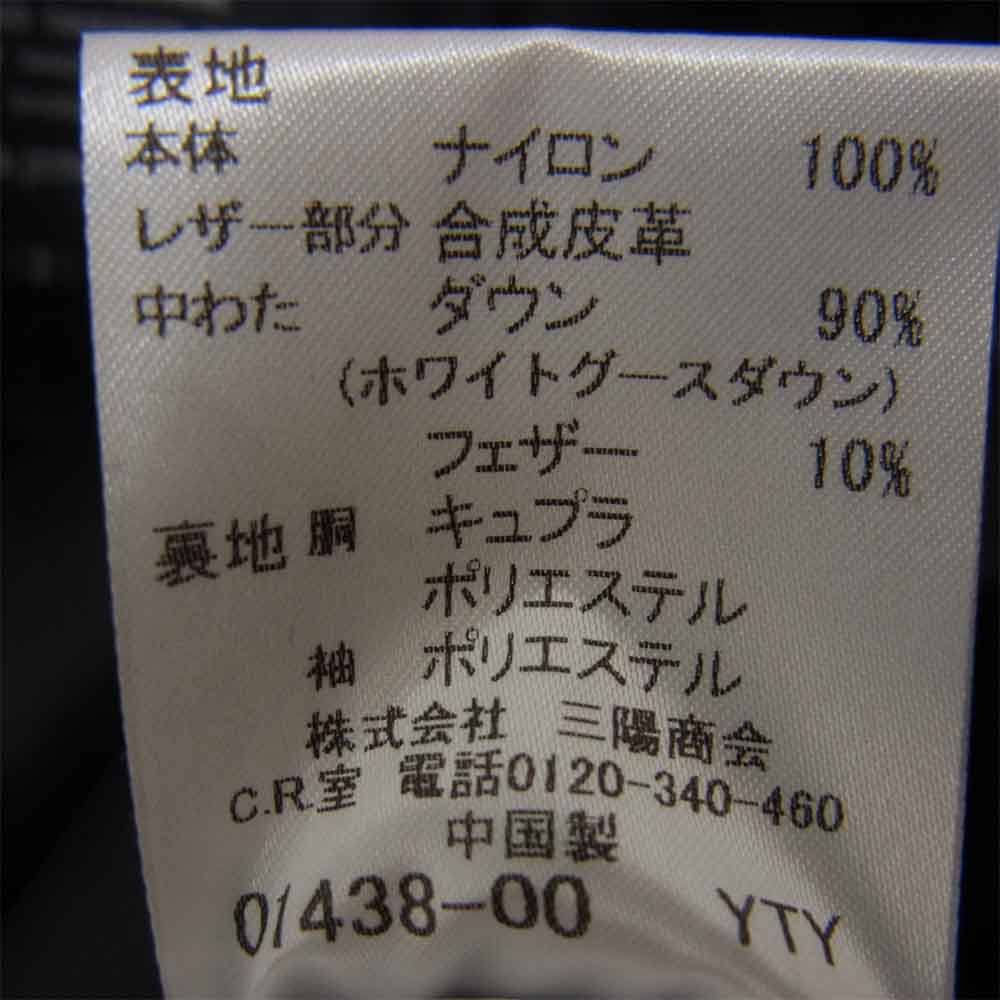 表地
本体 ナイロン 100%
レザー部分 合成皮革
中わた ダウン 90%
(ホワイトグースダウン)
フェザー 10%
裏地 胴 キュプラ
ポリエステル
袖 ポリエステル
株式会社 三陽商会
C.R.室 電話0120-340-460
中国製
0/438-00 YTY